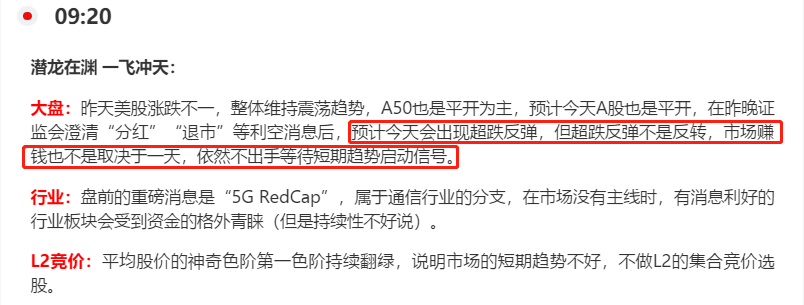 09:20
潜龙在渊 一飞冲天：
大盘：昨天美股涨跌不一，整体维持震荡趋势，A50也是平开为主，预计今天A股也是平开，在昨晚证
监会澄清“分红”“退市”等利空消息后，预计今天会出现超跌反弹，但超跌反弹不是反转，市场赚
钱也不是取决于一天，依然不出手等待短期趋势启动信号。
行业：盘前的重磅消息是“5G RedCap”，属于通信行业的分支，在市场没有主线时，有消息利好的
行业板块会受到资金的格外青睐（但是持续性不好说）。
L2竞价：平均股价的神奇色阶第一色阶持续翻绿，说明市场的短期趋势不好，不做L2的集合竞价选
股。